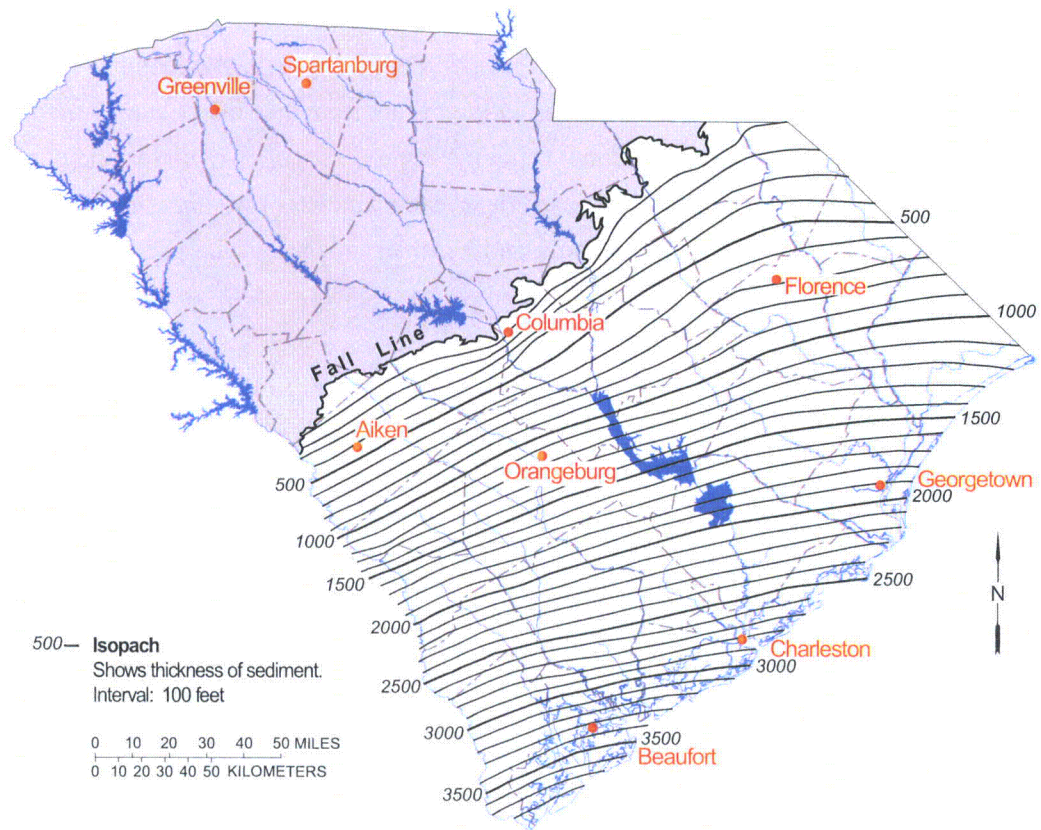 Spartanburg
Greenville
500
Florence
1000
Columbia
Fall Line
1500
Aiken
Orangeburg
Georgetown
500
2000
1000
1500
2500
N
2000
500 Isopach
Shows thickness of sediment.
Interval: 100 feet
Charleston
3000
2500
3000
3500
Beaufort
0 10 20 30 40 50 MILES
0 10 20 30 40 50 KILOMETERS
3500